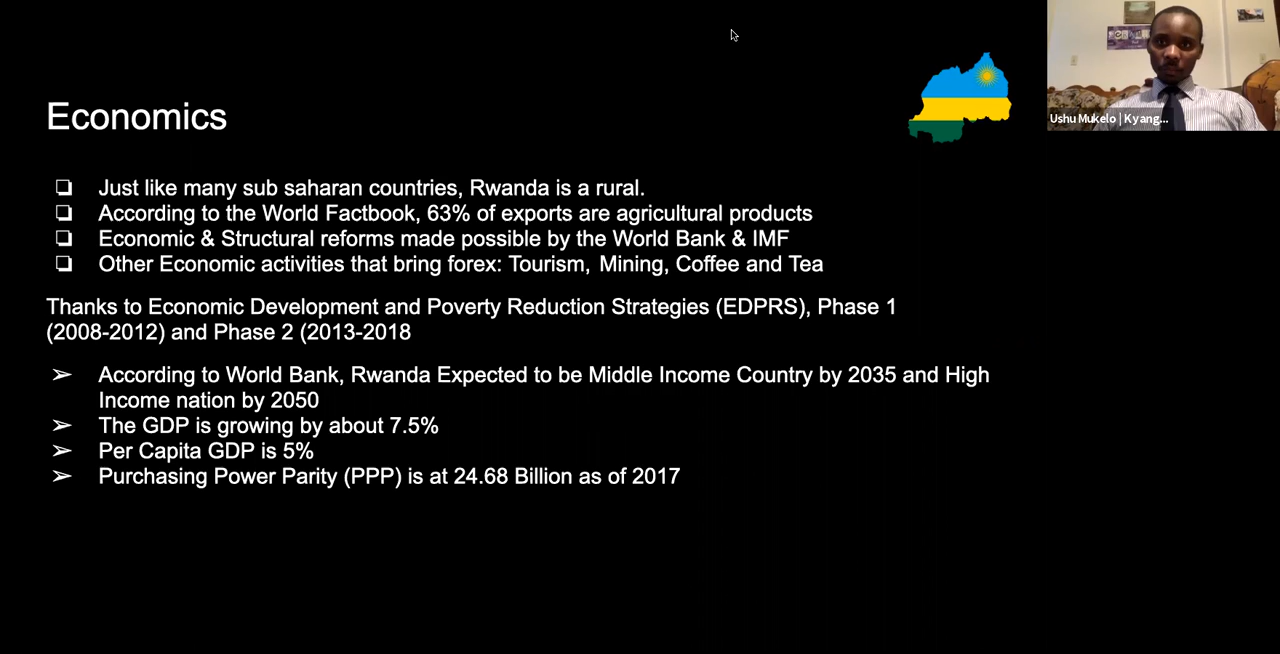 Economics
Just like many sub saharan countries, Rwanda is a rural.
According to the World Factbook, 63% of exports are agricultural products
Economic & Structural reforms made possible by the World Bank & IMF
Other Economic activities that bring forex: Tourism, Mining, Coffee and Tea
Thanks to Economic Development and Poverty Reduction Strategies (EDPRS), Phase 1
(2008-2012) and Phase 2 (2013-2018
According to World Bank, Rwanda Expected to be Middle Income Country by 2035 and High
Income nation by 2050
The GDP is growing by about 7.5%
Per Capita GDP is 5%
Purchasing Power Parity (PPP) is at 24.68 Billion as of 2017
Ushu Mukelo | Kyang...